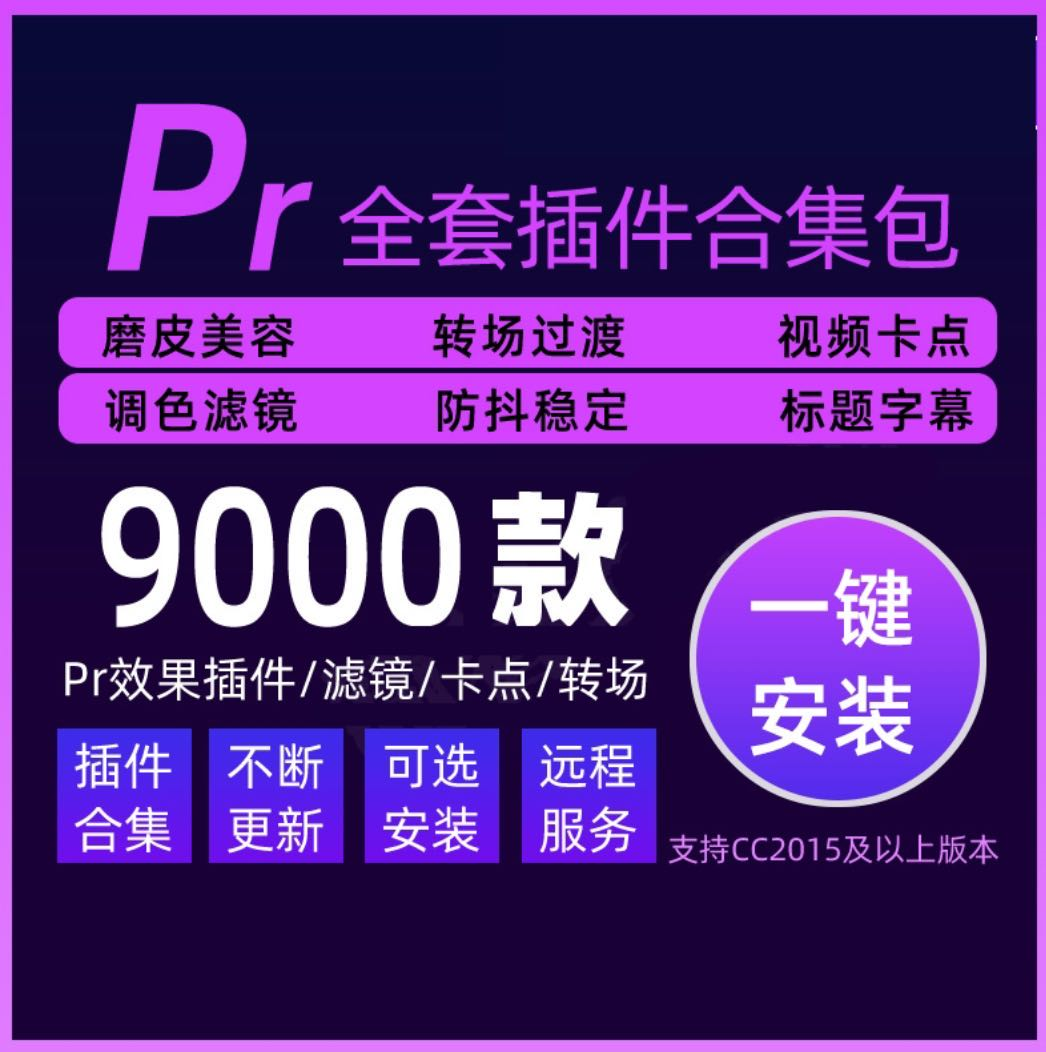 Pr 全套插件合集包
磨皮美容 转场过渡 视频卡点
调色滤镜 防抖稳定 标题字幕
9000款
Pr效果插件/滤镜/卡点/转场
一键
安装
插件 不断 可选 远程
合集 更新 安装 服务
支持CC2015及以上版本